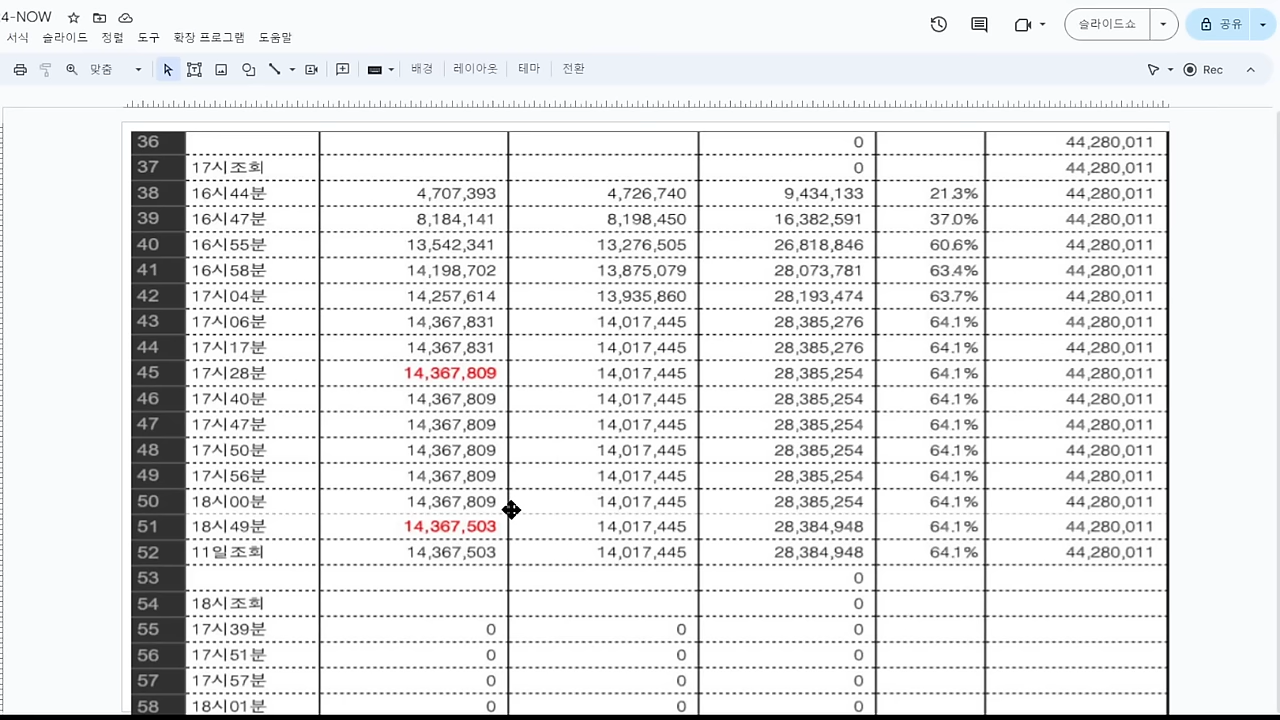 4-NOW
슬라이드쇼 공유
서식 슬라이드 정렬 도구 확장 프로그램 도움말
맞춤 배경 레이아웃 테마 전환 Rec
36 0 44,280,011
37 17시조회 0 44,280,011
38 16시44분 4,707,393 4,726,740 9,434,133 21.3% 44,280,011
39 16시47분 8,184,141 8,198,450 16,382,591 37.0% 44,280,011
40 16시55분 13,542,341 13,276,505 26,818,846 60.6% 44,280,011
41 16시58분 14,198,702 13,875,079 28,073,781 63.4% 44,280,011
42 17시04분 14,257,614 13,935,860 28,193,474 63.7% 44,280,011
43 17시06분 14,367,831 14,017,445 28,385,276 64.1% 44,280,011
44 17시17분 14,367,831 14,017,445 28,385,276 64.1% 44,280,011
45 17시28분 14,367,809 14,017,445 28,385,254 64.1% 44,280,011
46 17시40분 14,367,809 14,017,445 28,385,254 64.1% 44,280,011
47 17시47분 14,367,809 14,017,445 28,385,254 64.1% 44,280,011
48 17시50분 14,367,809 14,017,445 28,385,254 64.1% 44,280,011
49 17시56분 14,367,809 14,017,445 28,385,254 64.1% 44,280,011
50 18시00분 14,367,809 14,017,445 28,385,254 64.1% 44,280,011
51 18시49분 14,367,503 14,017,445 28,384,948 64.1% 44,280,011
52 11일조회 14,367,503 14,017,445 28,384,948 64.1% 44,280,011
53 0
54 18시조회 0
55 17시39분 0 0 0
56 17시51분 0 0 0
57 17시57분 0 0 0
58 18시01분 0 0 0